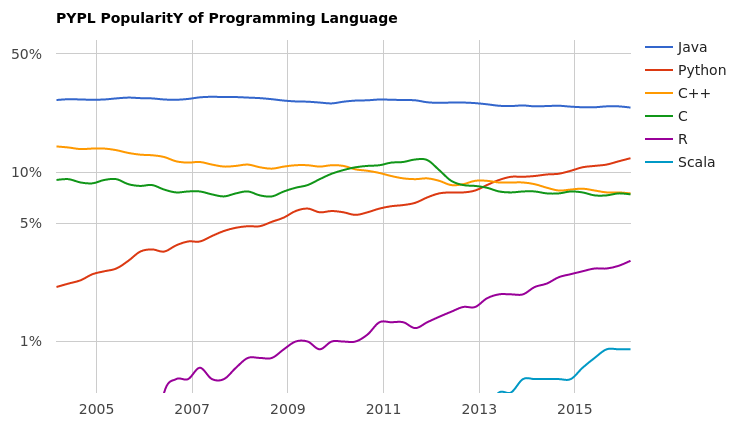 PYPL PopularitY of Programming Language
50%
10%
5%
1%
2005
2007
2009
2011
2013
2015
Java
Python
C++
C
R
Scala